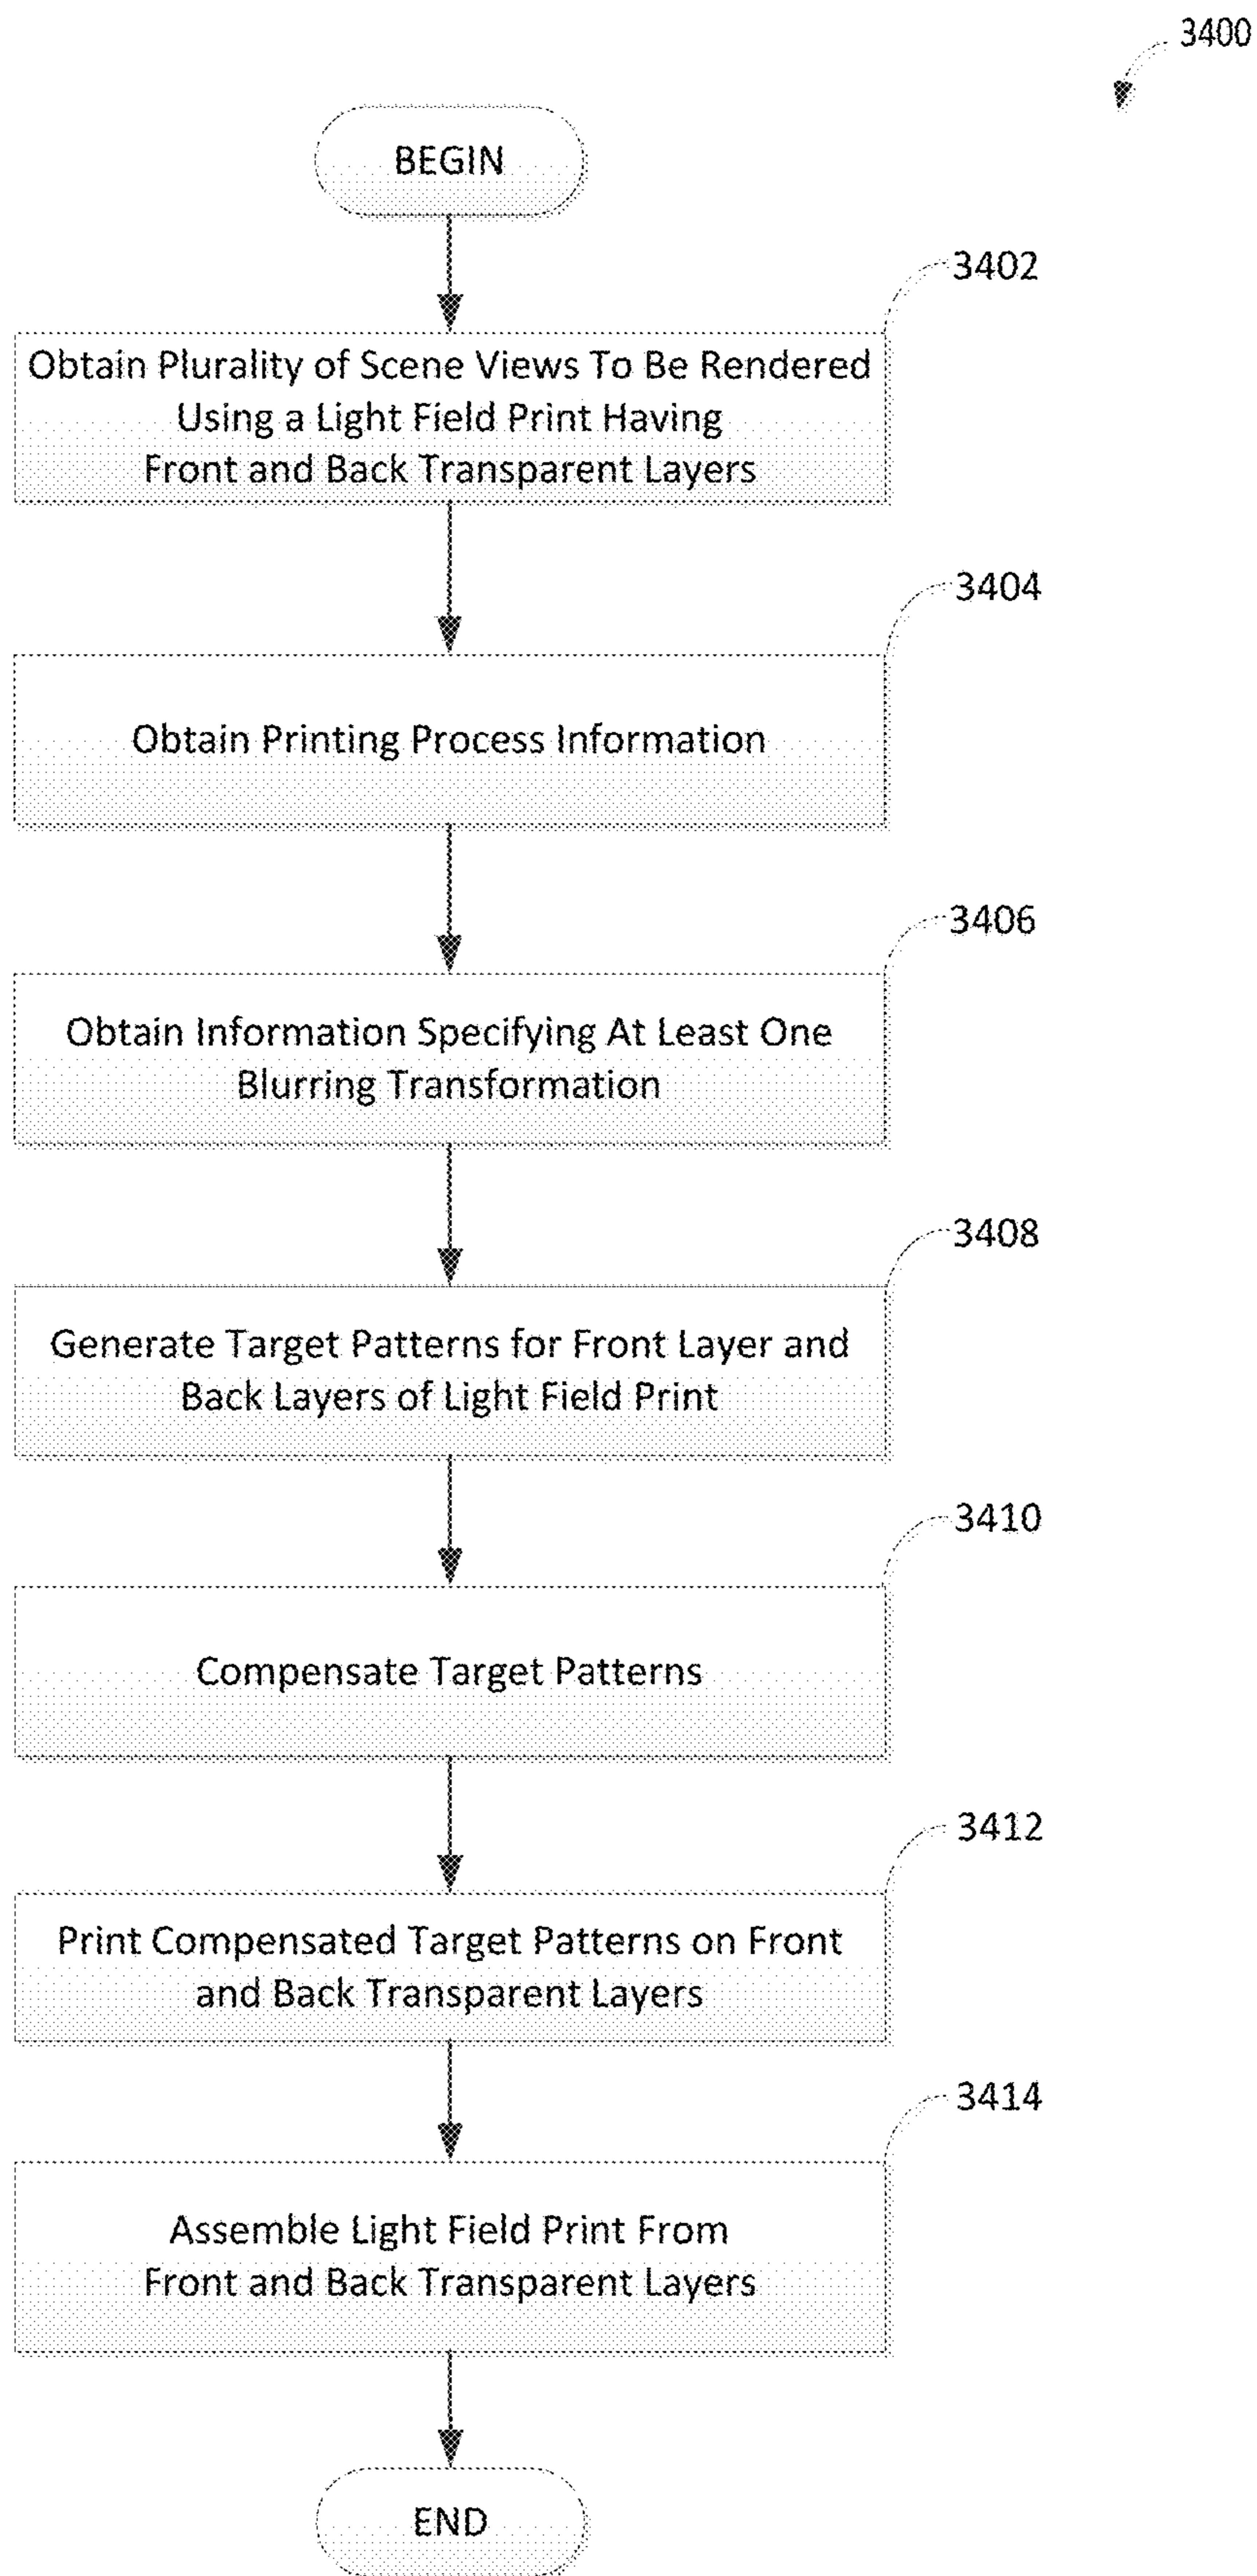 3400
BEGIN
3402
Obtain Plurality of Scene Views To Be Rendered
Using a Light Field Print Having
Front and Back Transparent Layers
3404
Obtain Printing Process Information
3406
Obtain Information Specifying At Least One
Blurring Transformation
3408
Generate Target Patterns for Front Layer and
Back Layers of Light Field Print
3410
Compensate Target Patterns
3412
Print Compensated Target Patterns on Front
and Back Transparent Layers
3414
Assemble Light Field Print From
Front and Back Transparent Layers
END